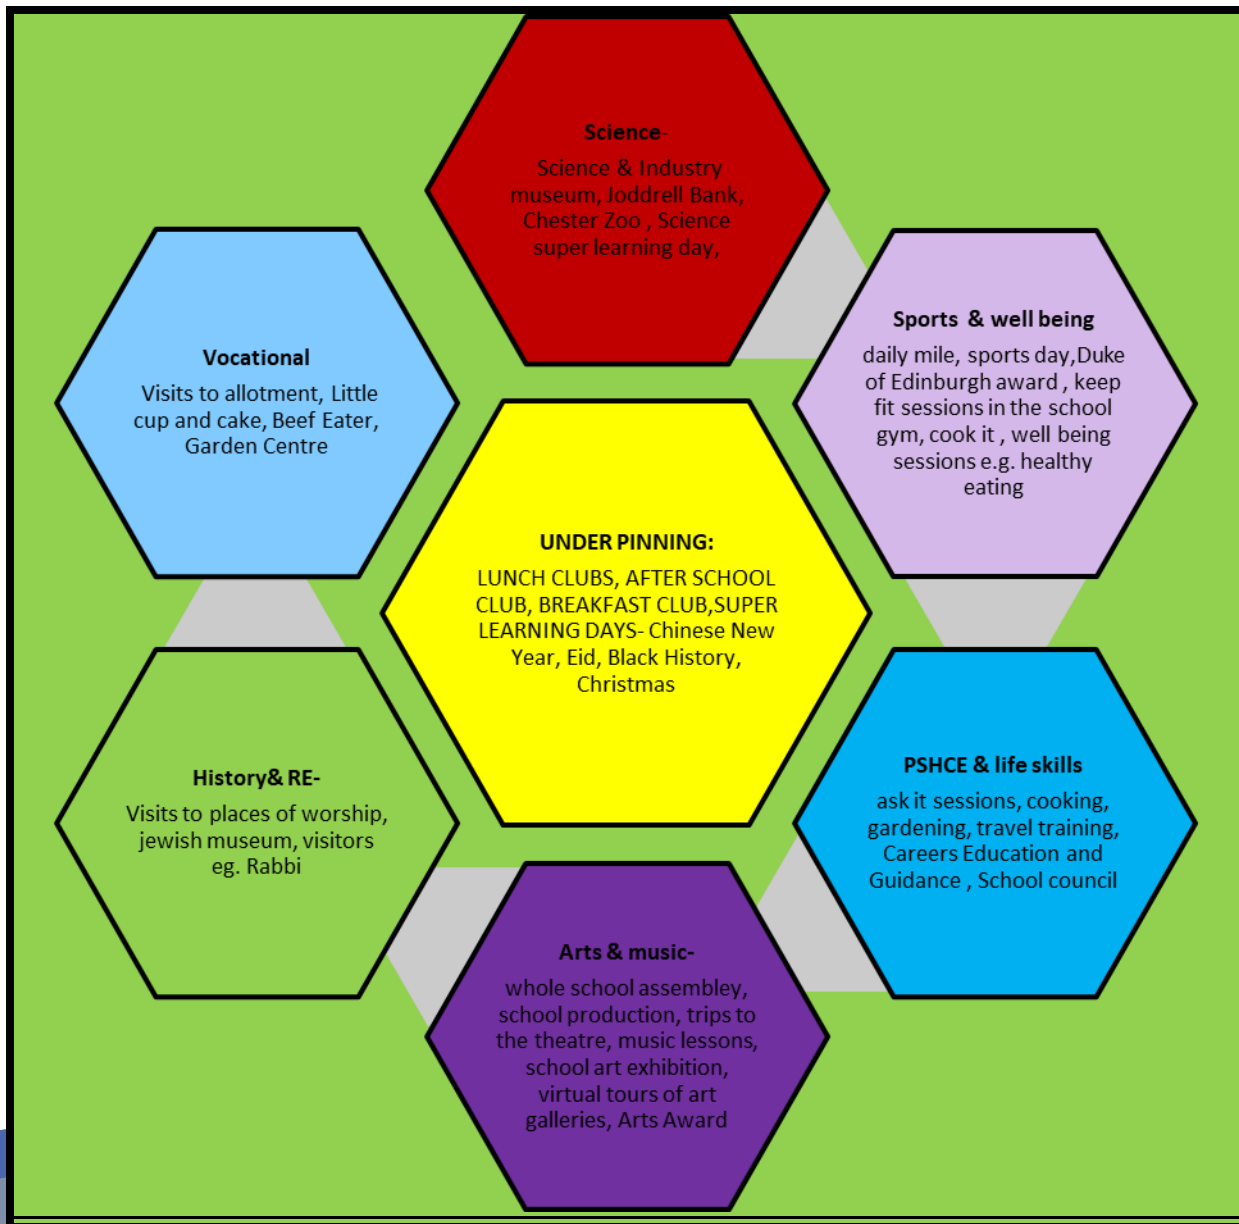 Science-
Science & Industry
museum, Joddrell Bank,
Chester Zoo , Science
super learning day,
Sports & well being
daily mile, sports day,Duke
of Edinburgh award , keep
fit sessions in the school
gym, cook it , well being
sessions e.g. healthy
eating
Vocational
Visits to allotment, Little
cup and cake, Beef Eater,
Garden Centre
UNDER PINNING:
LUNCH CLUBS, AFTER SCHOOL
CLUB, BREAKFAST CLUB,SUPER
LEARNING DAYS- Chinese New
Year, Eid, Black History,
Christmas
PSHCE & life skills
ask it sessions, cooking,
gardening, travel training,
Careers Education and
Guidance , School council
History& RE-
Visits to places of worship,
jewish museum, visitors
eg. Rabbi
Arts & music-
whole school assembley,
school production, trips to
the theatre, music lessons,
school art exhibition,
virtual tours of art
galleries, Arts Award